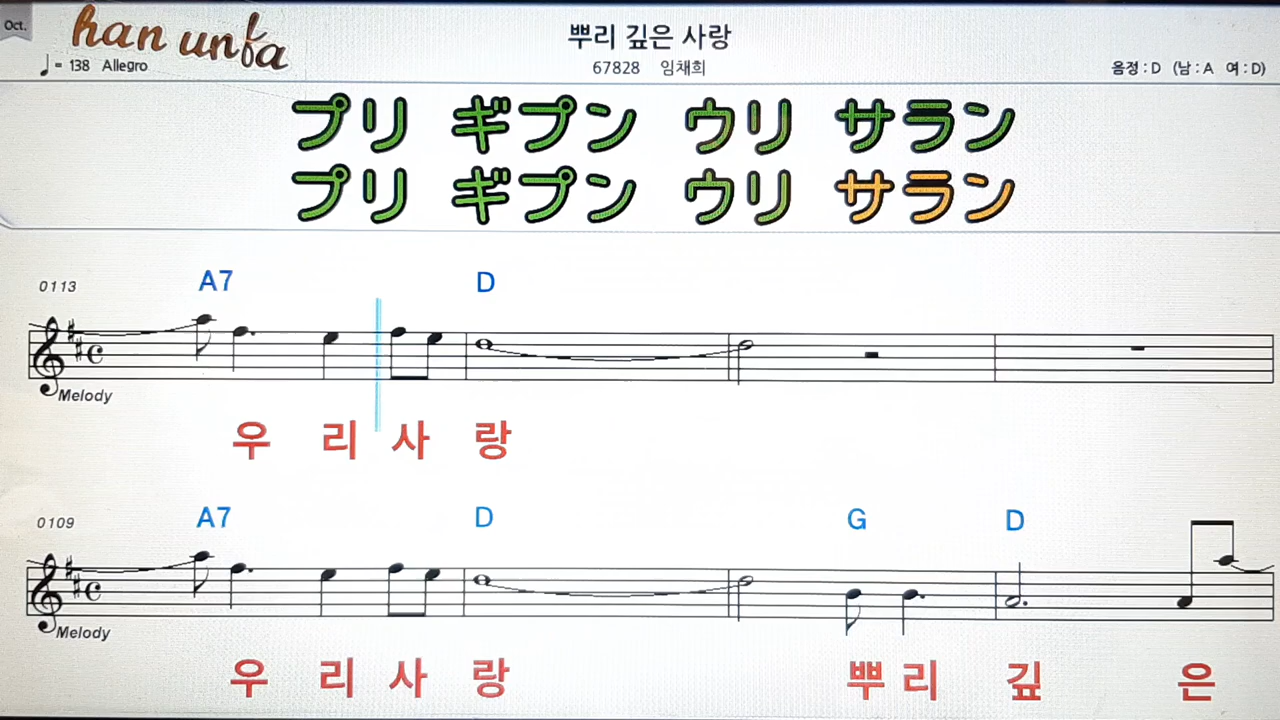 Oct.
han unfa
♩= 138 Allegro
뿌리 깊은 사랑
67828 임채희
음정 : D (남 : A 여 : D)
プリ ギプン ウリ サラン
プリ ギプン ウリ サラン
0113
A7 D
Melody
우 리 사 랑
0109
A7 D G D
Melody
우 리 사 랑 뿌 리 깊 은